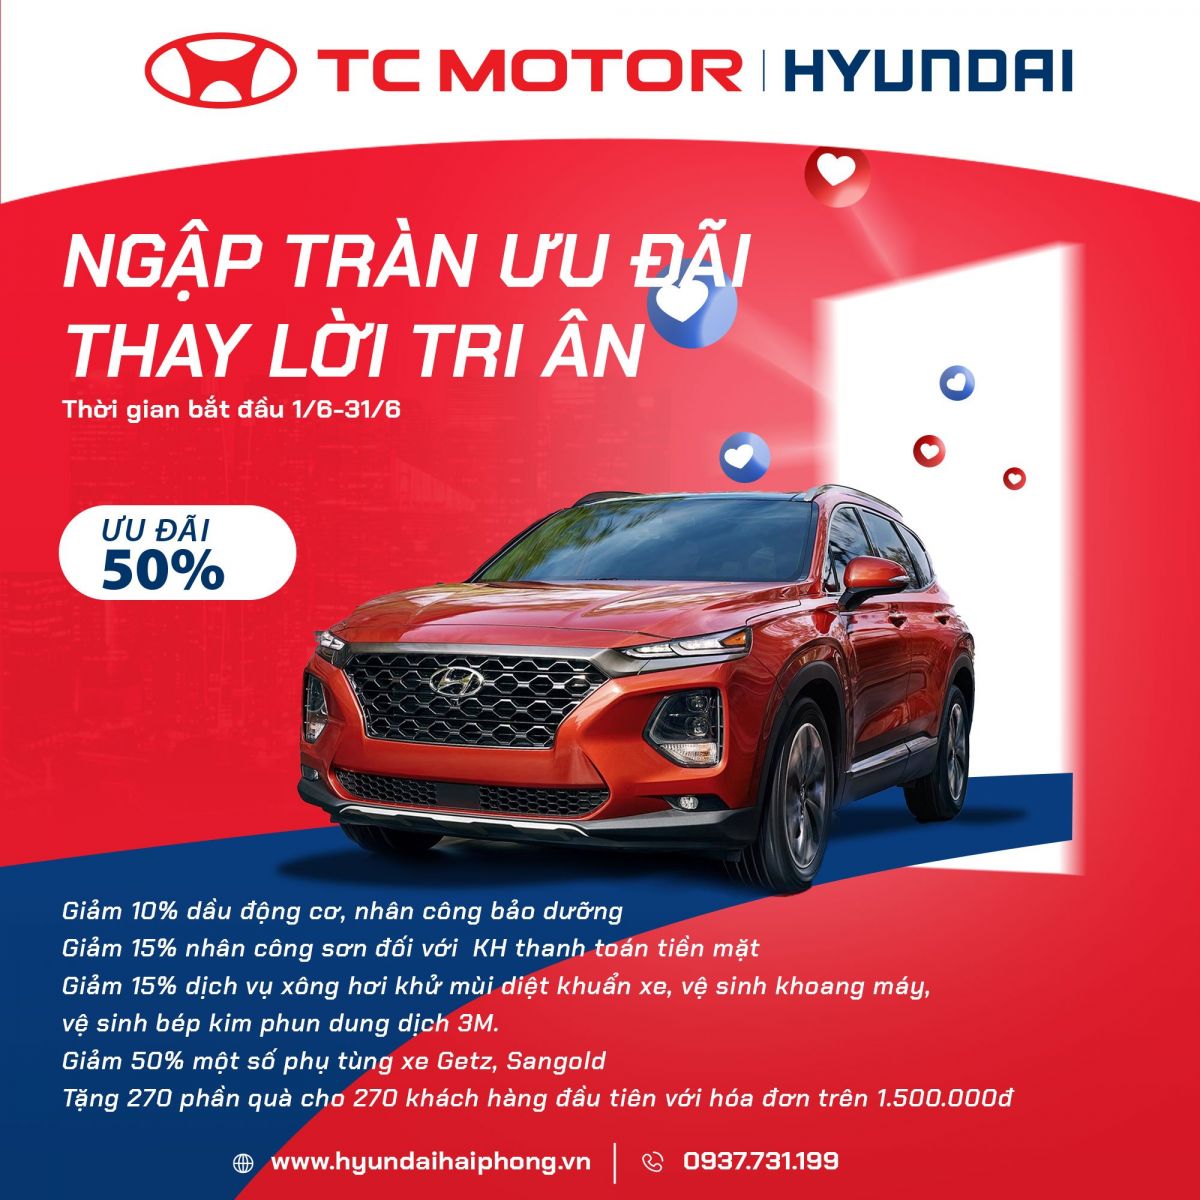 TC MOTOR | HYUNDAI
NGẬP TRÀN ƯU ĐÃI
THAY LỜI TRI ÂN
Thời gian bắt đầu 1/6-31/6
ƯU ĐÃI
50%
Giảm 10% dầu động cơ, nhân công bảo dưỡng
Giảm 15% nhân công sơn đối với KH thanh toán tiền mặt
Giảm 15% dịch vụ xông hơi khử mùi diệt khuẩn xe, vệ sinh khoang máy,
vệ sinh bép kim phun dung dịch 3M.
Giảm 50% một số phụ tùng xe Getz, Sangold
Tặng 270 phần quà cho 270 khách hàng đầu tiên với hóa đơn trên 1.500.000đ
www.hyundaihaiphong.vn | 0937.731.199